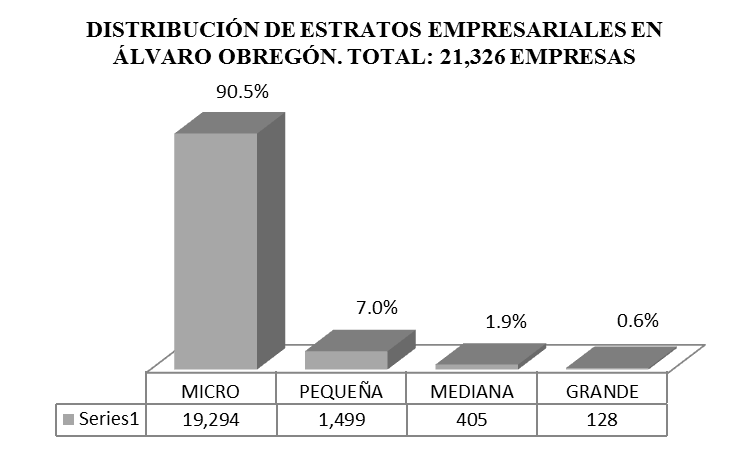 DISTRIBUCIÓN DE ESTRATOS EMPRESARIALES EN
ÁLVARO OBREGÓN. TOTAL: 21,326 EMPRESAS
90.5%
7.0%
1.9%
0.6%
MICRO PEQUEÑA MEDIANA GRANDE
Series1 19,294 1,499 405 128